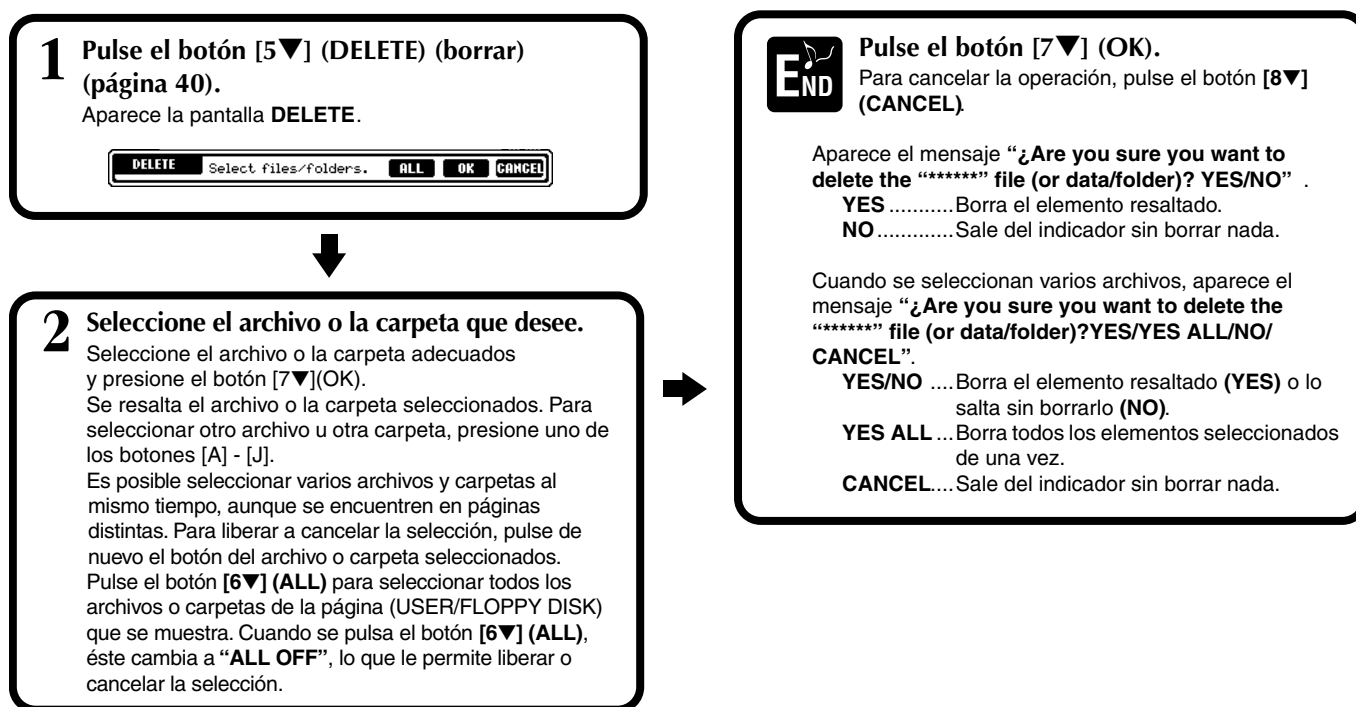 1 Pulse el botón [5▼] (DELETE) (borrar)
(página 40).
Aparece la pantalla DELETE.
DELETE Select files/folders. ALL OK CANCEL
2 Seleccione el archivo o la carpeta que desee.
Seleccione el archivo o la carpeta adecuados
y presione el botón [7▼](OK).
Se resalta el archivo o la carpeta seleccionados. Para
seleccionar otro archivo u otra carpeta, presione uno de
los botones [A] - [J].
Es posible seleccionar varios archivos y carpetas al
mismo tiempo, aunque se encuentren en páginas
distintas. Para liberar a cancelar la selección, pulse de
nuevo el botón del archivo o carpeta seleccionados.
Pulse el botón [6▼] (ALL) para seleccionar todos los
archivos o carpetas de la página (USER/FLOPPY DISK)
que se muestra. Cuando se pulsa el botón [6▼] (ALL),
éste cambia a “ALL OFF”, lo que le permite liberar o
cancelar la selección.
END Pulse el botón [7▼] (OK).
Para cancelar la operación, pulse el botón [8▼]
(CANCEL).
Aparece el mensaje “¿Are you sure you want to
delete the “******” file (or data/folder)? YES/NO” .
YES ...........Borra el elemento resaltado.
NO.............Sale del indicador sin borrar nada.
Cuando se seleccionan varios archivos, aparece el
mensaje “¿Are you sure you want to delete the
“******” file (or data/folder)?YES/YES ALL/NO/
CANCEL”.
YES/NO ....Borra el elemento resaltado (YES) o lo
salta sin borrarlo (NO).
YES ALL ...Borra todos los elementos seleccionados
de una vez.
CANCEL....Sale del indicador sin borrar nada.